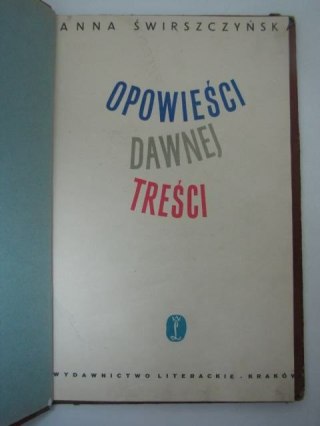 ANNA ŚWIRSZCZYŃSKA
OPOWIEŚCI
DAWNEJ
TREŚCI
WYDAWNICTWO LITERACKIE - KRAKÓW